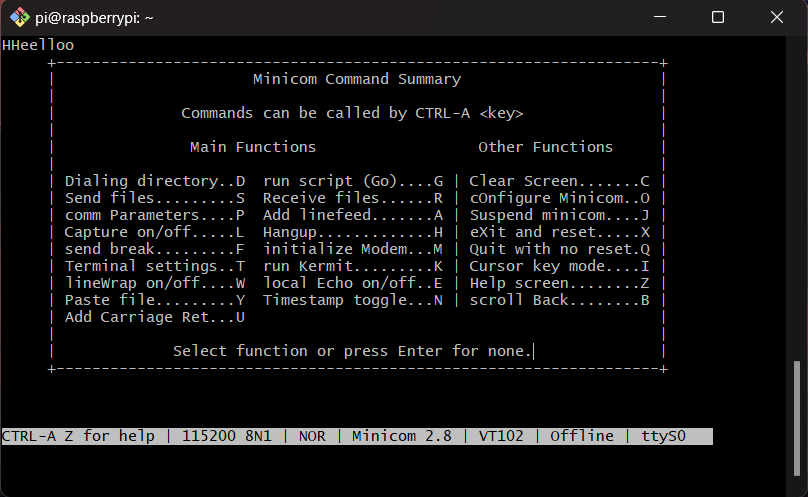 pi@raspberrypi: ~
HHeelloo
Minicom Command Summary
Commands can be called by CTRL-A <key>
Main Functions Other Functions
Dialing directory..D run script (Go)....G | Clear Screen.......C
Send files.........S Receive files......R | cOnfigure Minicom..O
comm Parameters....P Add linefeed.......A | Suspend minicom....J
Capture on/off.....L Hangup.............H | eXit and reset.....X
send break.........F initialize Modem...M | Quit with no reset.Q
Terminal settings..T run Kermit.........K | Cursor key mode....I
lineWrap on/off....W local Echo on/off..E | Help screen........Z
Paste file.........Y Timestamp toggle...N | scroll Back........B
Add Carriage Ret...U
Select function or press Enter for none.
CTRL-A Z for help | 115200 8N1 | NOR | Minicom 2.8 | VT102 | Offline | ttyS0